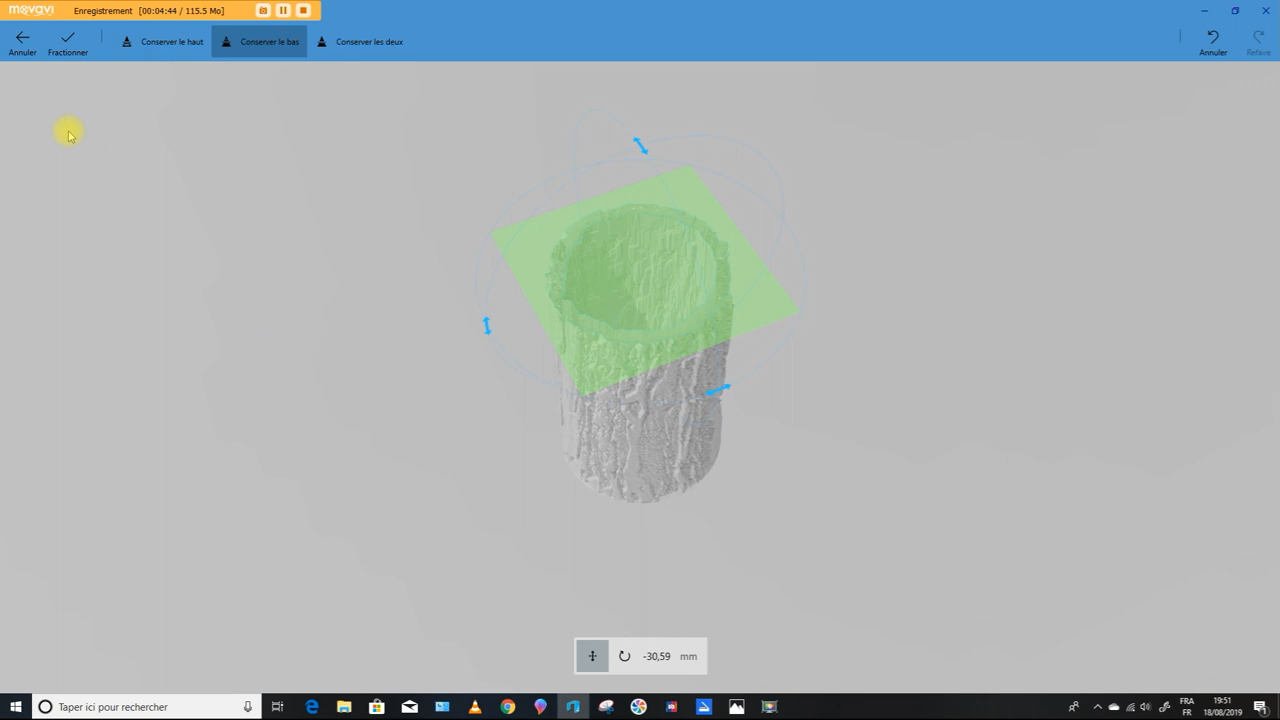 movavi Enregistrement [00:04:44 / 115.5 Mo]
Annuler Fractionner Conserver le haut Conserver le bas Conserver les deux Annuler Refaire
-30,59 mm
Taper ici pour rechercher
FRA 19:51
FR 18/08/2019
1